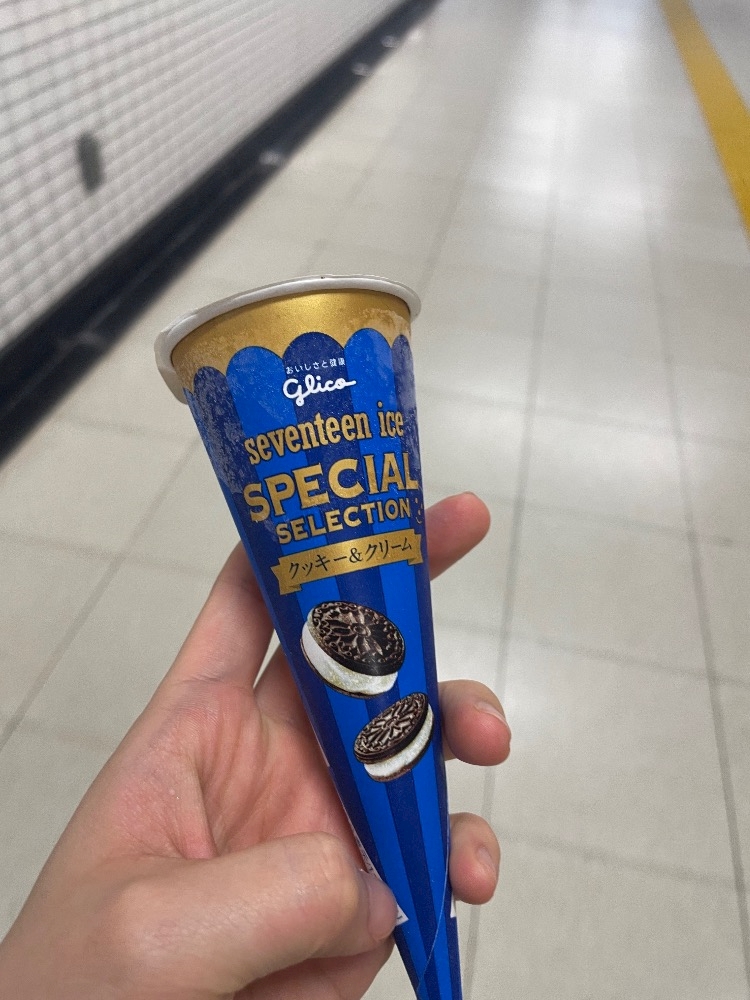 おいしさと健康
Glico
seventeen ice
SPECIAL
SELECTION
クッキー&クリーム